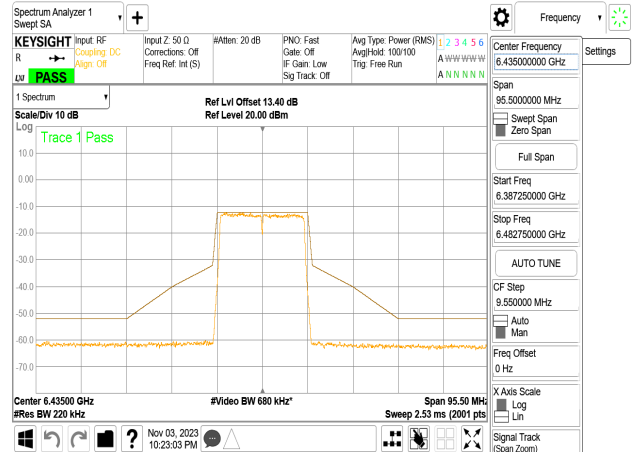 Spectrum Analyzer 1
Swept SA
Frequency
KEYSIGHT
R
LNI
PASS
Input: RF
Coupling: DC
Align: Off
Input Z: 50 Ω
Corrections: Off
Freq Ref: Int (S)
#Atten: 20 dB
PNO: Fast
Gate: Off
IF Gain: Low
Sig Track: Off
Avg Type: Power (RMS)
Avg|Hold: 100/100
Trig: Free Run
1 2 3 4 5 6
A W W W W W
A N N N N N
1 Spectrum
Scale/Div 10 dB
Ref Lvl Offset 13.40 dB
Ref Level 20.00 dBm
Log
Trace 1 Pass
10.0
0.00
-10.0
-20.0
-30.0
-40.0
-50.0
-60.0
-70.0
Center 6.43500 GHz
#Res BW 220 kHz
#Video BW 680 kHz*
Span 95.50 MHz
Sweep 2.53 ms (2001 pts
Nov 03, 2023
10:23:03 PM
?
Center Frequency
6.435000000 GHz
Settings
Span
95.5000000 MHz
Swept Span
Zero Span
Full Span
Start Freq
6.387250000 GHz
Stop Freq
6.482750000 GHz
AUTO TUNE
CF Step
9.550000 MHz
Auto
Man
Freq Offset
0 Hz
X Axis Scale
Log
Lin
Signal Track
(Span Zoom)